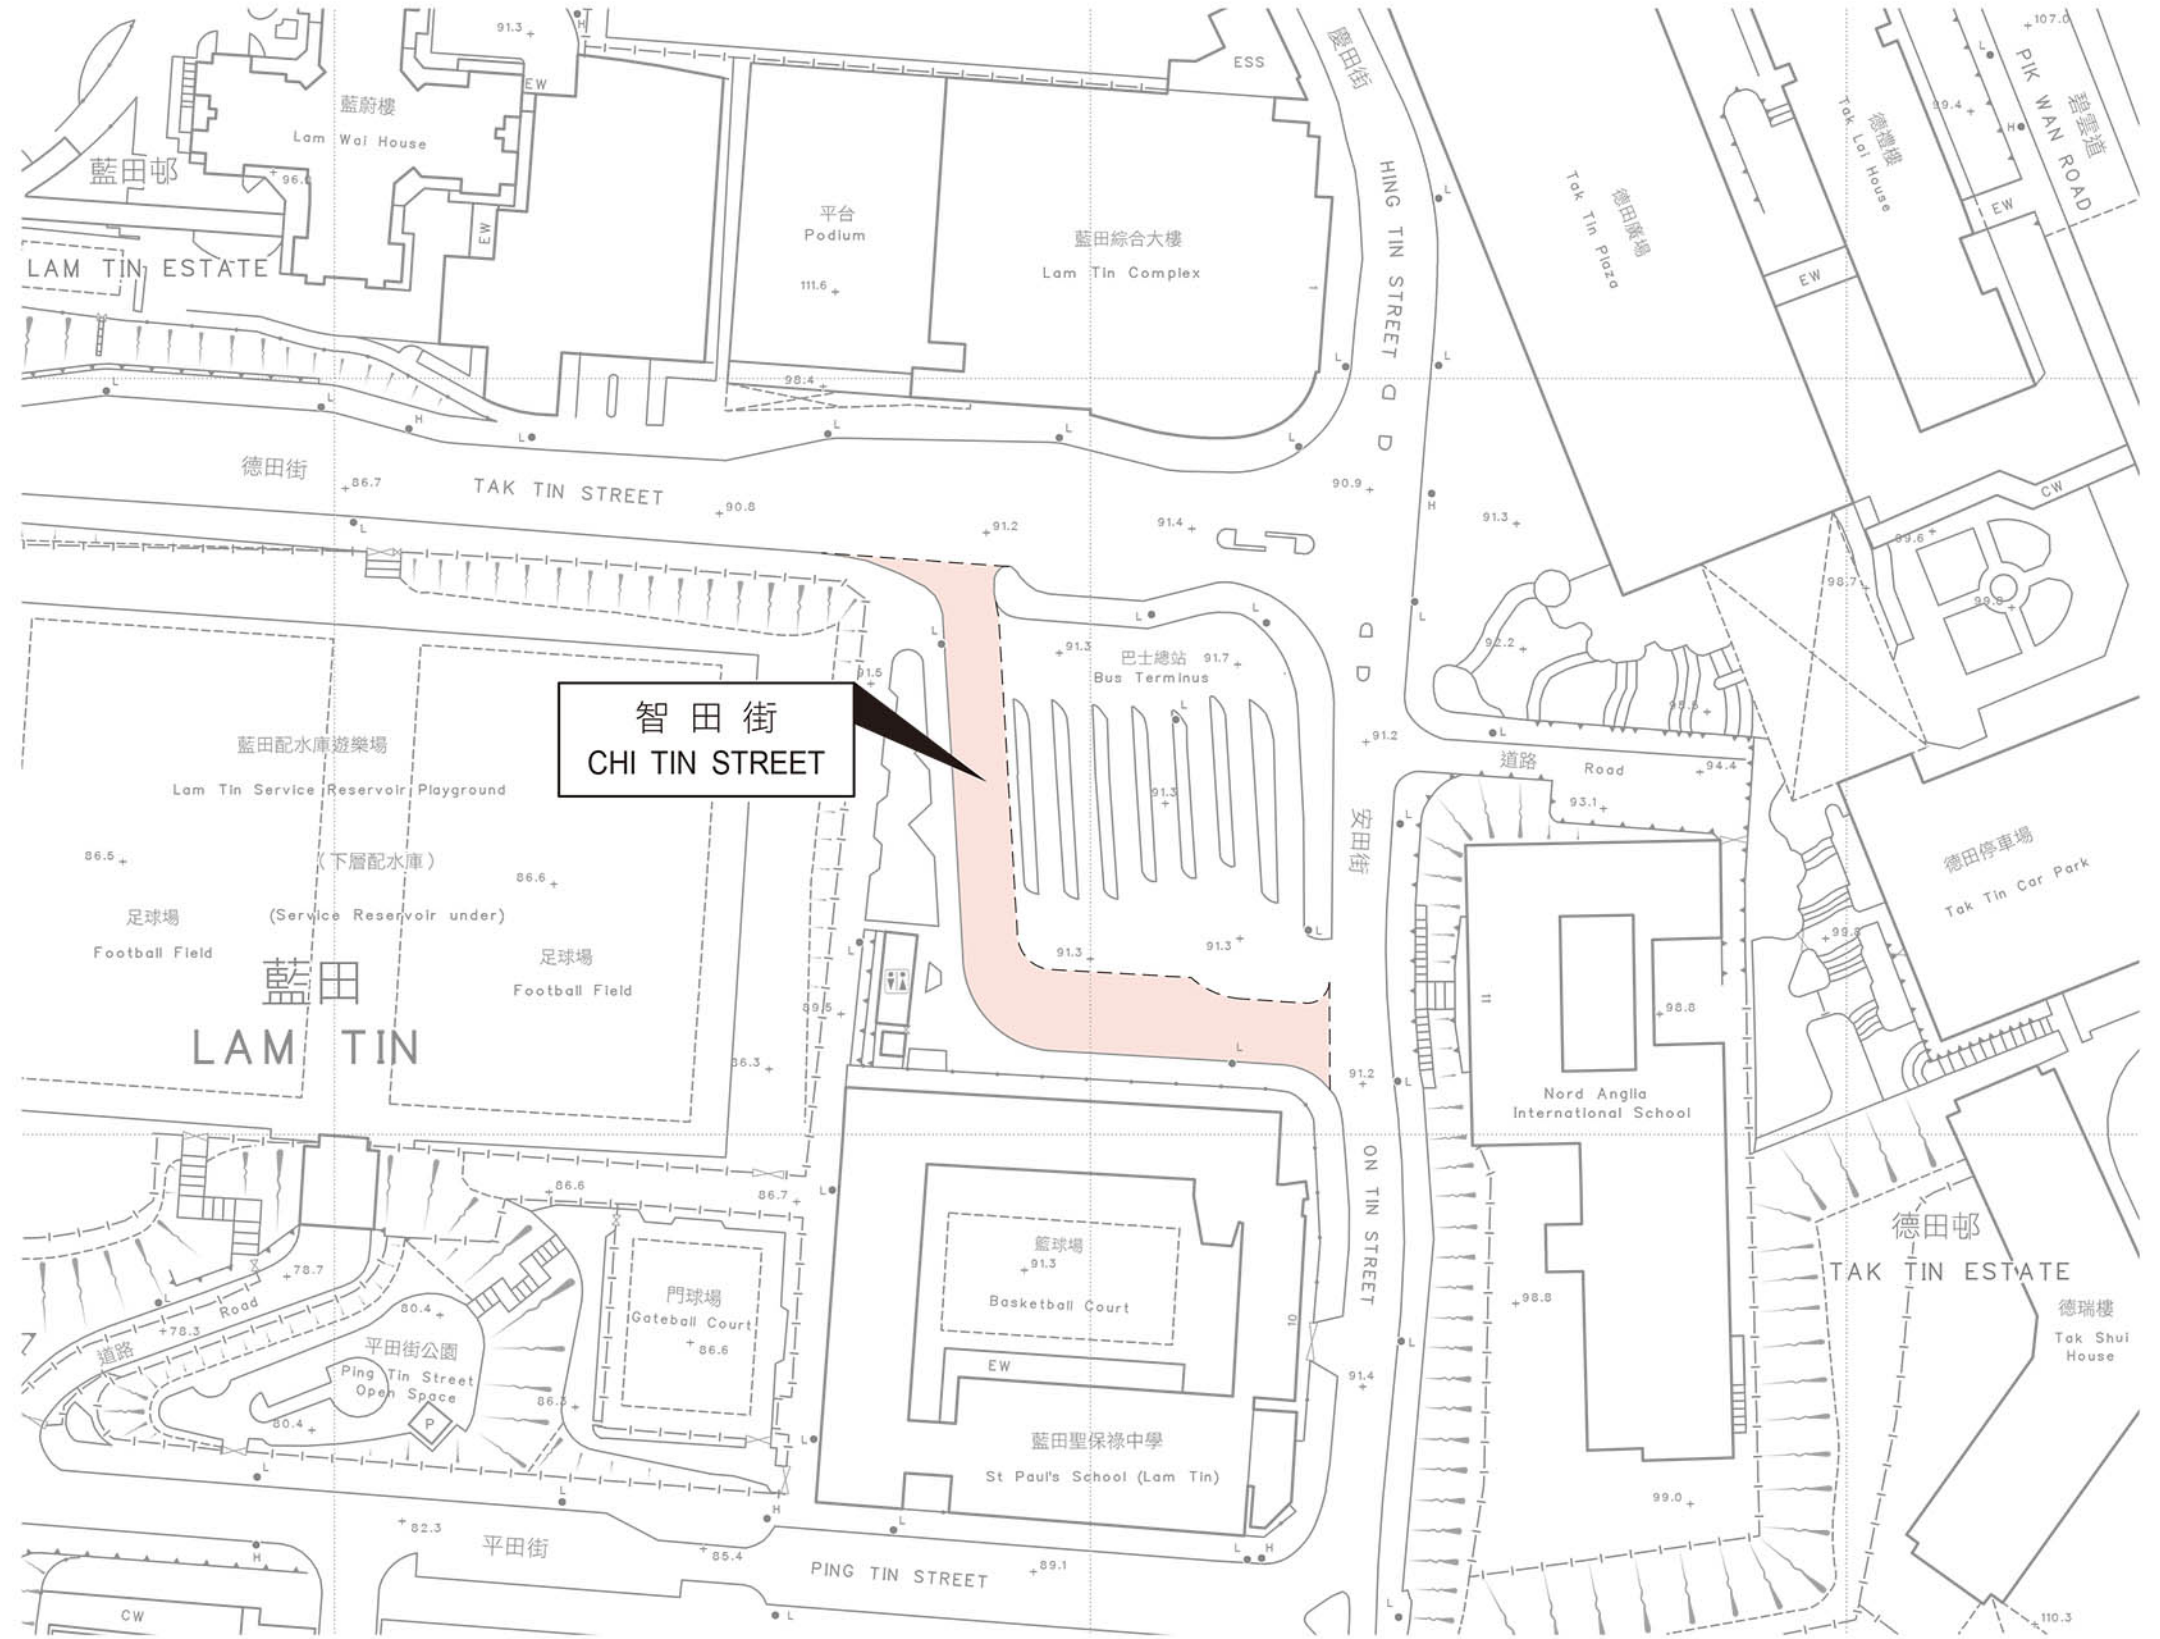 91.3
H
EW
ESS
慶田街
107.0
L
PIK WAN ROAD
碧雲道
藍蔚樓
Lam Wai House
99.4
H
德禮樓
Tak Lai House
藍田邨
96.0
EW
平台
Podium
藍田綜合大樓
Lam Tin Complex
HING TIN STREET
L
德田廣場
Tak Tin Plaza
EW
LAM TIN ESTATE
111.6
1
EW
L
L
98.4
L
L
H
L
L
L
L
德田街
86.7
TAK TIN STREET
90.8
91.2
91.4
90.9
H
91.3
CW
L
89.6
98.7
99.8
L
L
L
L
92.2
91.5
91.3
巴士總站
Bus Terminus
91.7
L
98.5
智田街
CHI TIN STREET
91.2
L
道路
Road
94.4
藍田配水庫遊樂場
Lam Tin Service Reservoir Playground
91.3
93.1
安田街
L
86.5
(下層配水庫)
86.6
德田停車場
Tak Tin Car Park
足球場
Football Field
(Service Reservoir under)
足球場
Football Field
L
91.3
91.3
L
99.8
藍田
LAM TIN
89.5
11
98.8
86.3
L
91.2
L
Nord Anglia
International School
86.6
86.7
L
ON TIN STREET
德田邨
TAK TIN ESTATE
78.7
L
Road
78.3
道路
80.4
門球場
Gateball Court
86.6
籃球場
91.3
Basketball Court
10
98.8
德瑞樓
Tak Shui
House
平田街公園
Ping Tin Street
Open Space
EW
L
91.4
80.4
P
86.3
L
藍田聖保祿中學
St Paul's School (Lam Tin)
L
L
H
L
99.0
82.3
平田街
85.4
PING TIN STREET
89.1
L
H
H
CW
L
L
110.3